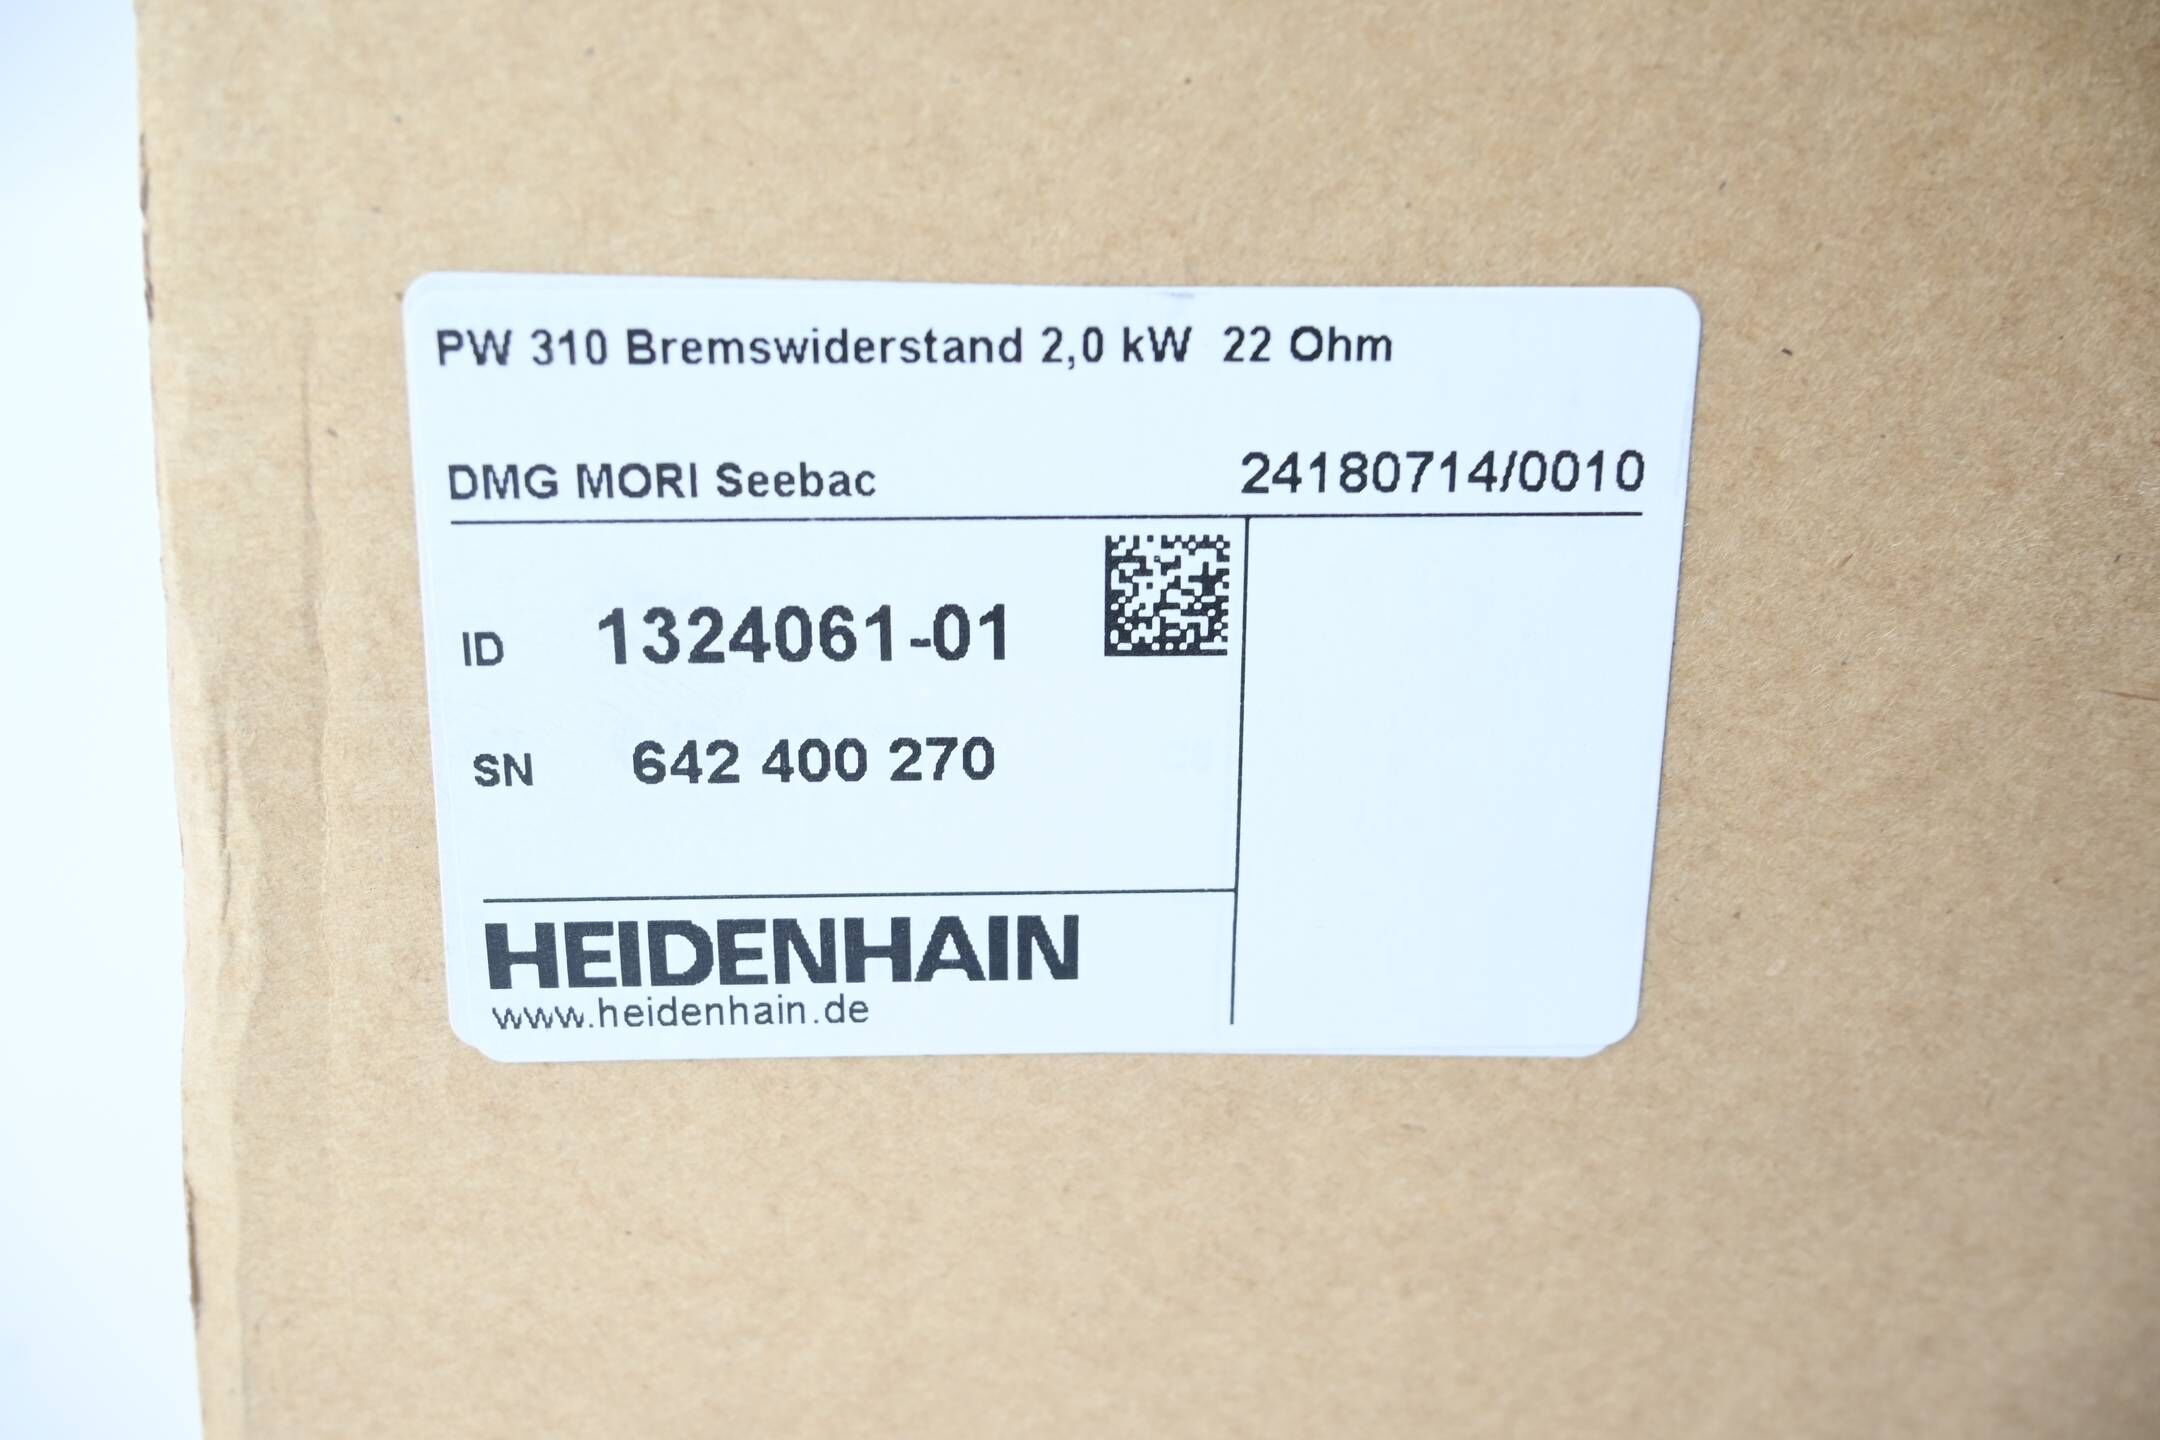 PW 310 Bremswiderstand 2,0 kW 22 Ohm
DMG MORI Seebac 24180714/0010
ID 1324061-01
SN 642 400 270
HEIDENHAIN
www.heidenhain.de